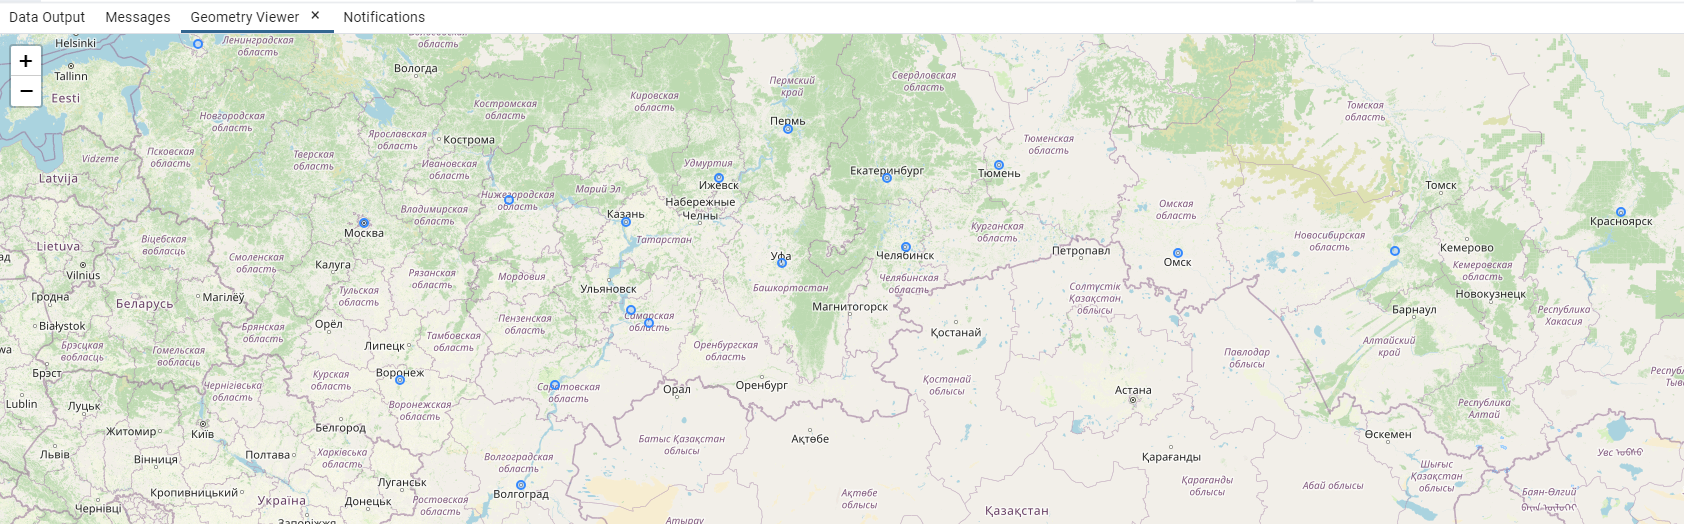 Data Output Messages Geometry Viewer × Notifications
+
−
Helsinki
Ленинградская
область
Tallinn
Eesti
Вологда
Новгородская
область
Костромская
область
Кировская
область
Пермский
край
Свердловская
область
Томская
область
Пермь
Псковская
область
Vidzeme
Тверская
область
Ярославская
область
Кострома
Ивановская
область
Тюменская
область
Latvija
Удмуртия
Ижевск
Екатеринбург
Тюмень
Томск
Марий Эл
Нижегородская
область
Набережные
Челны
Владимирская
область
Казань
Омская
область
Красноярск
Москва
Татарстан
Курганская
область
Новосибирская
область
Lietuva
Віцебская
вобласць
Смоленская
область
Калуга
Рязанская
область
Мордовия
Уфа
Челябинск
Петропавл
Омск
Кемерово
Кемеровская
область
Vilnius
Ульяновск
Башкортостан
Челябинская
область
Солтүстік
Қазақстан
облысы
Новокузнецк
Гродна
Беларусь
Магілёў
Тульская
область
Магнитогорск
Барнаул
Республика
Хакасия
Białystok
Брянская
область
Орёл
Пензенская
область
Самарская
область
Қостанай
Тамбовская
область
Липецк
Брэсцкая
вобласць
Гомельская
вобласць
Оренбургская
область
Павлодар
облысы
Алтайский
край
Брэст
Курская
область
Воронеж
Чернігівська
область
Саратовская
область
Орал
Оренбург
Қостанай
облысы
Астана
Lublin
Луцьк
Воронежская
область
Республика
Алтай
Житомир
Київ
Белгород
Батыс Қазақстан
облысы
Ақтөбе
Өскемен
Львів
Вінниця
Полтава
Харківська
область
Волгоградская
область
Қарағанды
Шығыс
Қазақстан
облысы
Луганськ
Қарағанды
облысы
Абай облысы
Кропивницький
Україна
Донецьк
Ростовская
область
Волгоград
Ақтөбе
облысы
Чернівці
Запоріжжя
Атырау
Қазақстан